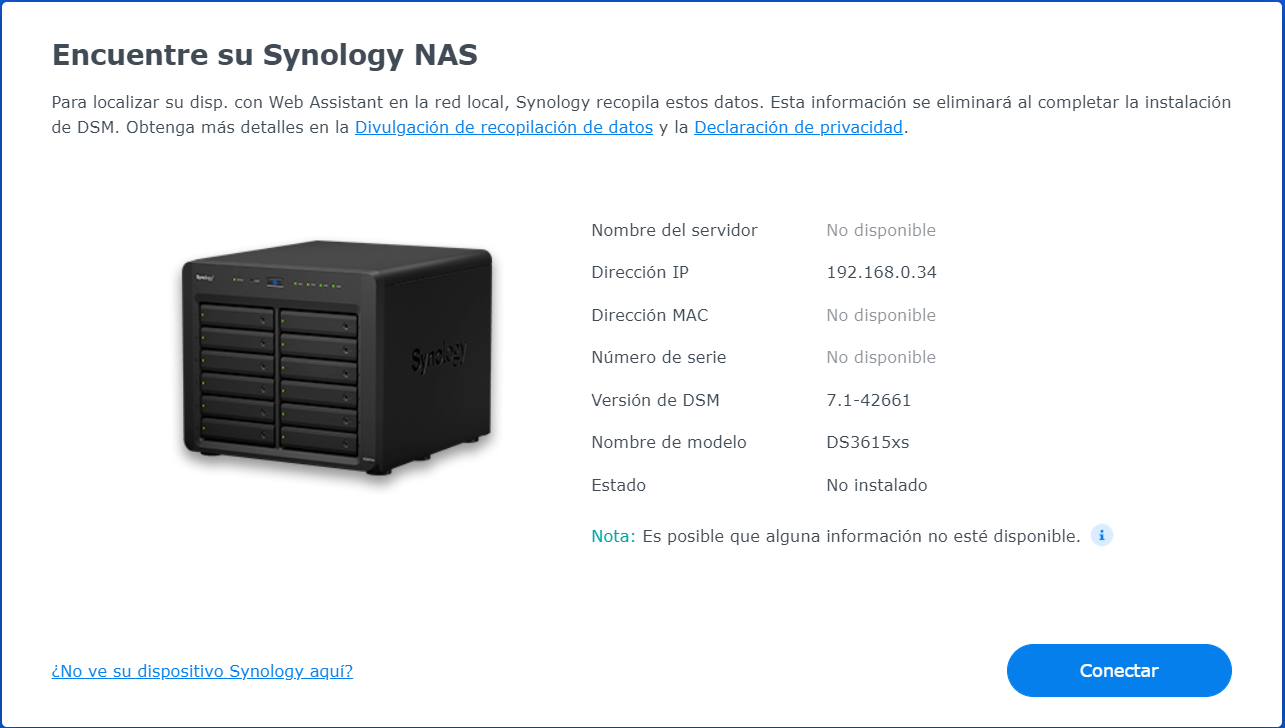 Encuentre su Synology NAS
Para localizar su disp. con Web Assistant en la red local, Synology recopila estos datos. Esta información se eliminará al completar la instalación
de DSM. Obtenga más detalles en la Divulgación de recopilación de datos y la Declaración de privacidad.
Nombre del servidor No disponible
Dirección IP 192.168.0.34
Dirección MAC No disponible
Número de serie No disponible
Versión de DSM 7.1-42661
Nombre de modelo DS3615xs
Estado No instalado
Nota: Es posible que alguna información no esté disponible.
Synology
Synology
¿No ve su dispositivo Synology aquí?
Conectar